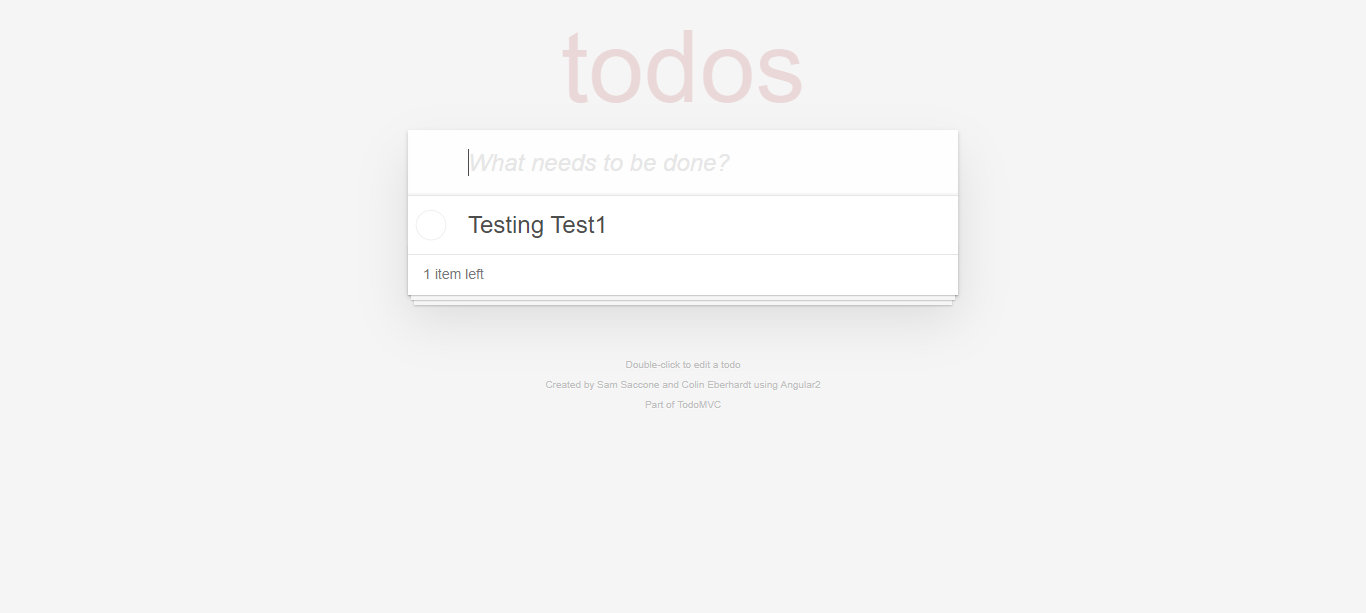 todos
What needs to be done?
Testing Test1
1 item left
Double-click to edit a todo
Created by Sam Saccone and Colin Eberhardt using Angular2
Part of TodoMVC